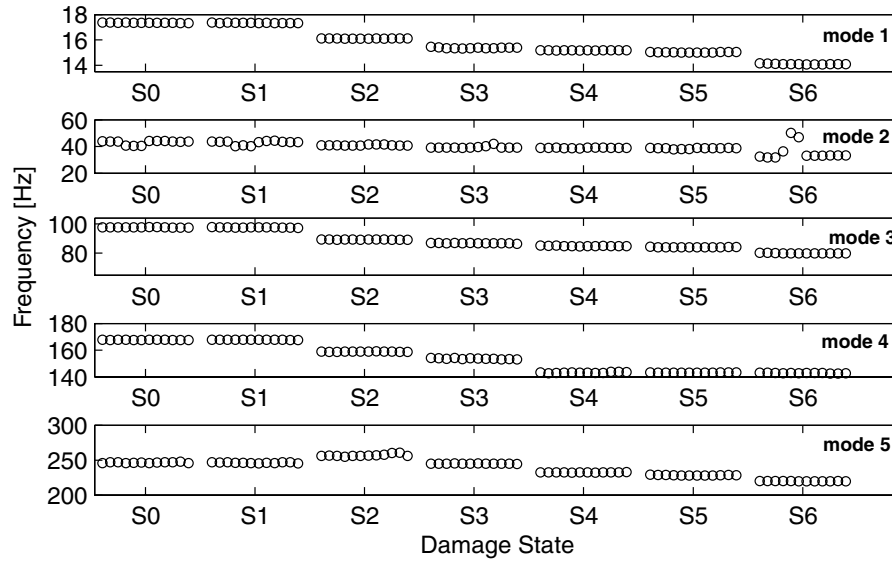 18
16
14
mode 1
S0 S1 S2 S3 S4 S5 S6
60
40
20
mode 2
S0 S1 S2 S3 S4 S5 S6
100
80
mode 3
S0 S1 S2 S3 S4 S5 S6
180
160
140
mode 4
S0 S1 S2 S3 S4 S5 S6
300
250
200
mode 5
S0 S1 S2 S3 S4 S5 S6
Frequency [Hz]
Damage State